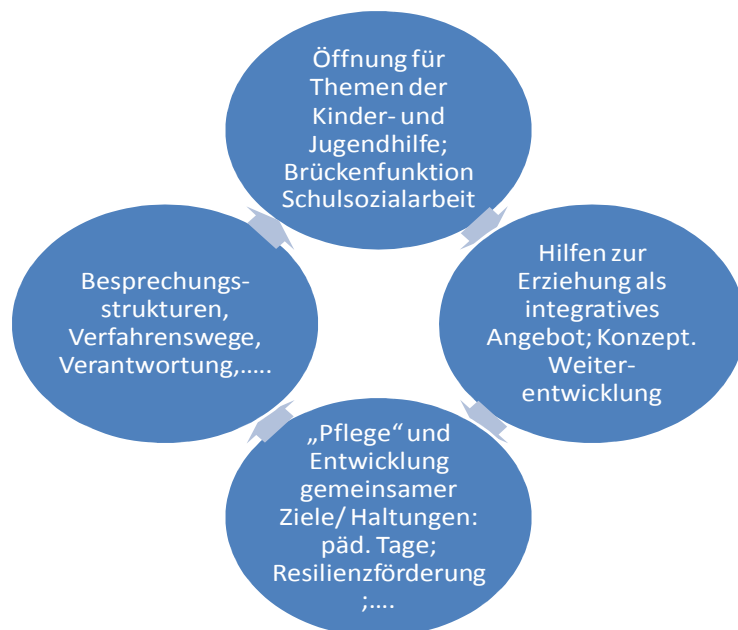 Öffnung für
Themen der
Kinder- und
Jugendhilfe;
Brückenfunktion
Schulsozialarbeit
Hilfen zur
Erziehung als
integratives
Angebot; Konzept.
Weiter-
entwicklung
„Pflege“ und
Entwicklung
gemeinsamer
Ziele/ Haltungen:
päd. Tage;
Resilienzförderung
;....
Besprechungs-
strukturen,
Verfahrenswege,
Verantwortung,.....